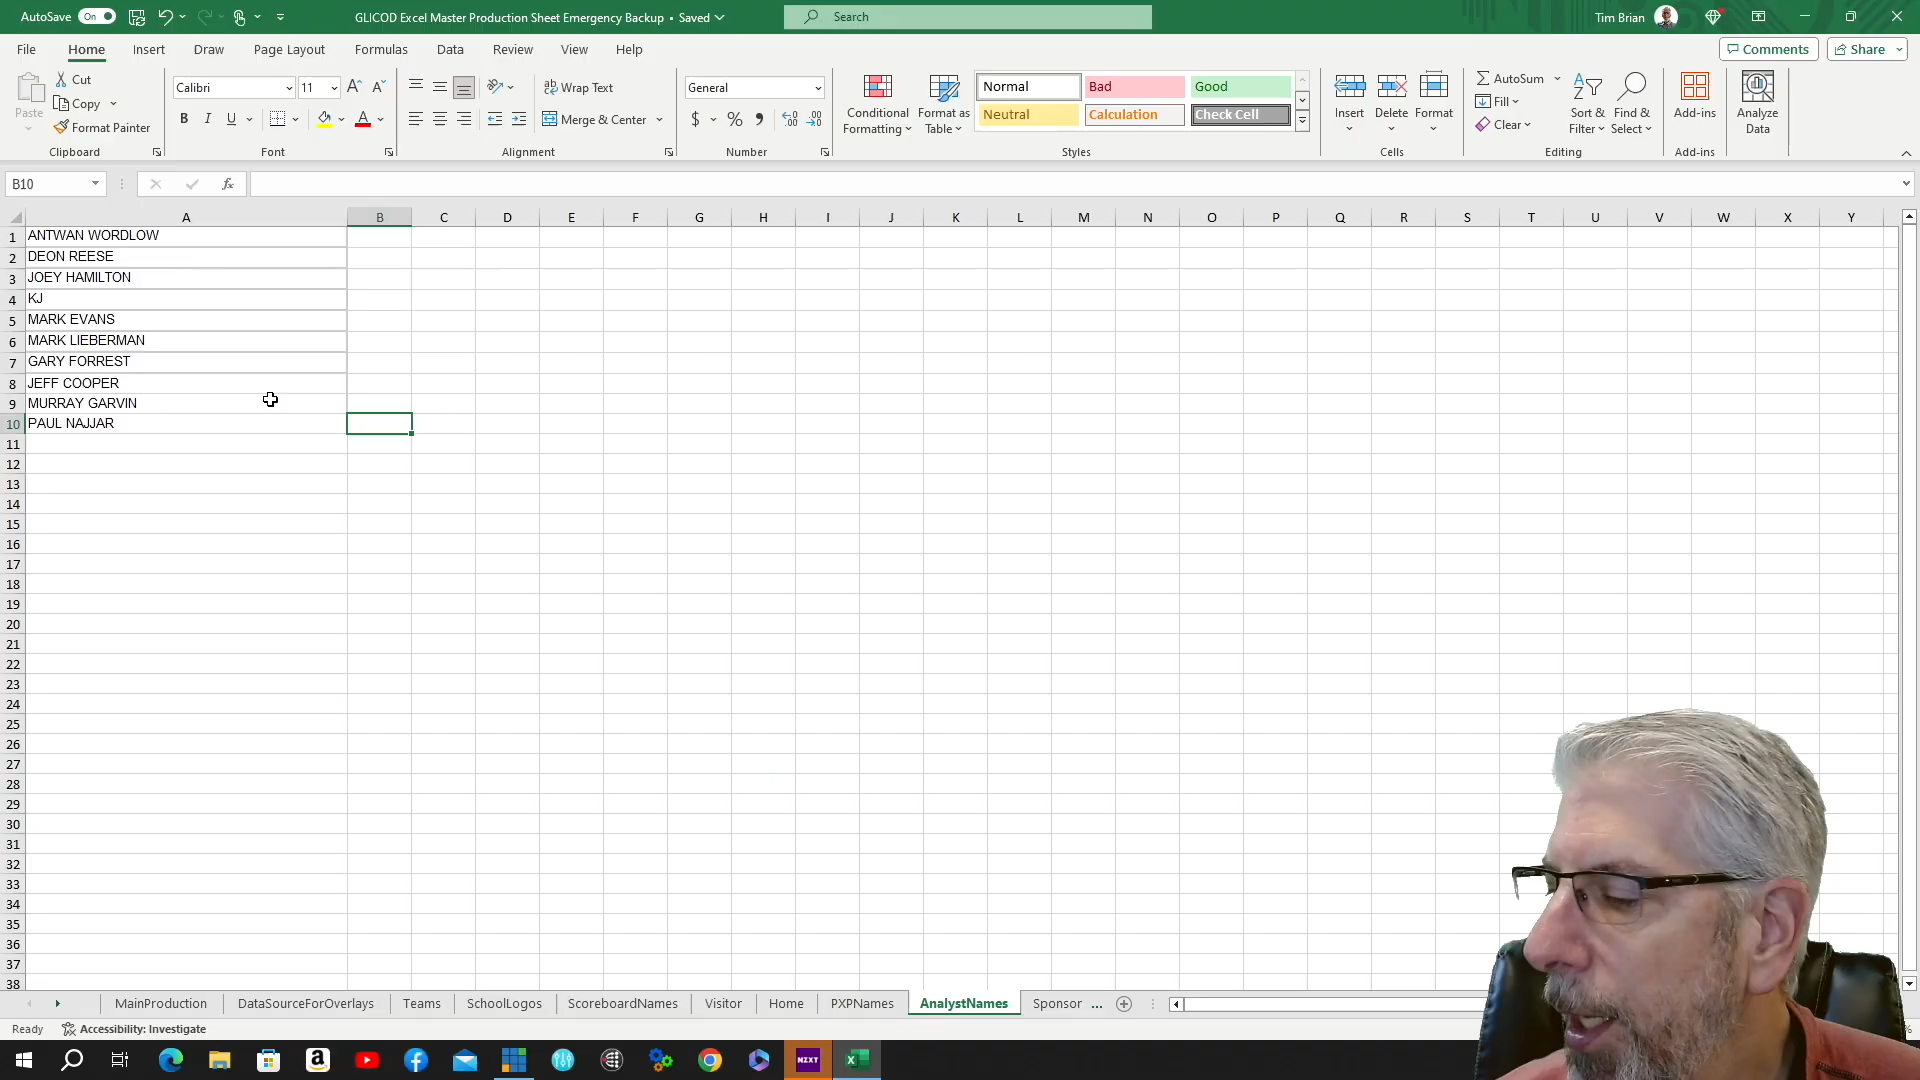 AutoSave On GLICOD Excel Master Production Sheet Emergency Backup • Saved Search Tim Brian
File Home Insert Draw Page Layout Formulas Data Review View Help Comments Share
Paste
Cut
Copy
Format Painter
Clipboard
Calibri 11
B I U
Font
Wrap Text
Merge & Center
Alignment
General
$ %
Number
Conditional Formatting
Format as Table
Normal Bad Good
Neutral Calculation Check Cell
Styles
Insert Delete Format
Cells
AutoSum
Fill
Clear
Sort & Filter
Find & Select
Editing
Add-ins
Add-ins
Analyze Data
B10 fx
A B C D E F G H I J K L M N O P Q R S T U V W X Y
1 ANTWAN WORDLOW
2 DEON REESE
3 JOEY HAMILTON
4 KJ
5 MARK EVANS
6 MARK LIEBERMAN
7 GARY FORREST
8 JEFF COOPER
9 MURRAY GARVIN
10 PAUL NAJJAR
11
12
13
14
15
16
17
18
19
20
21
22
23
24
25
26
27
28
29
30
31
32
33
34
35
36
37
38
MainProduction DataSourceForOverlays Teams SchoolLogos ScoreboardNames Visitor Home PXPNames AnalystNames Sponsor ...
Ready Accessibility: Investigate
NZXT